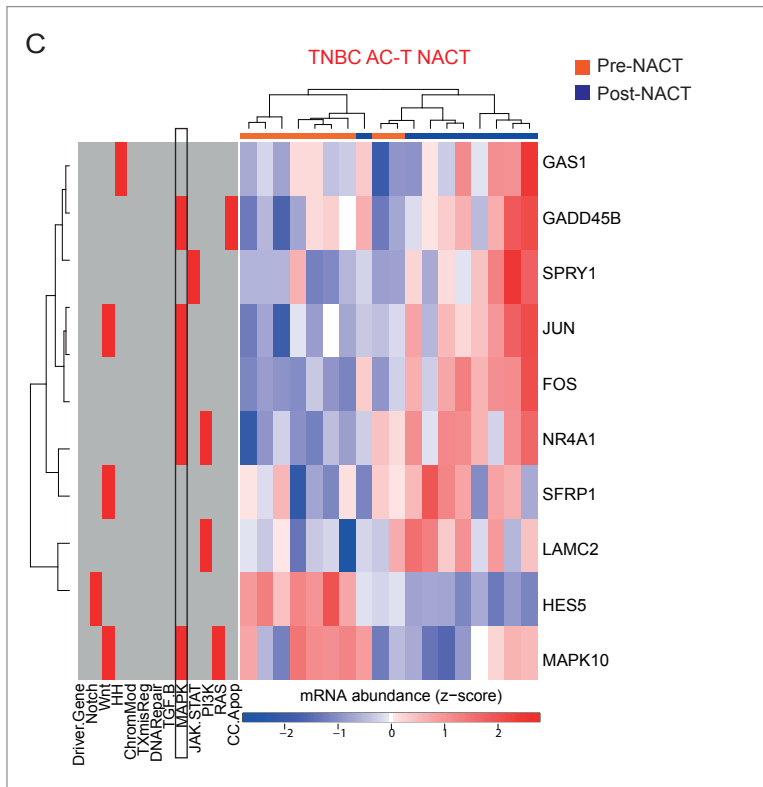 C
TNBC AC-T NACT
Pre-NACT
Post-NACT
GAS1
GADD45B
SPRY1
JUN
FOS
NR4A1
SFRP1
LAMC2
HES5
MAPK10
Driver.Gene
Notch
Wnt
HH
ChromMod
TXmisReg
DNARepair
TGF.B
MAPK
JAK.STAT
PI3K
RAS
CC.Apop
mRNA abundance (z−score)
−2 −1 0 1 2